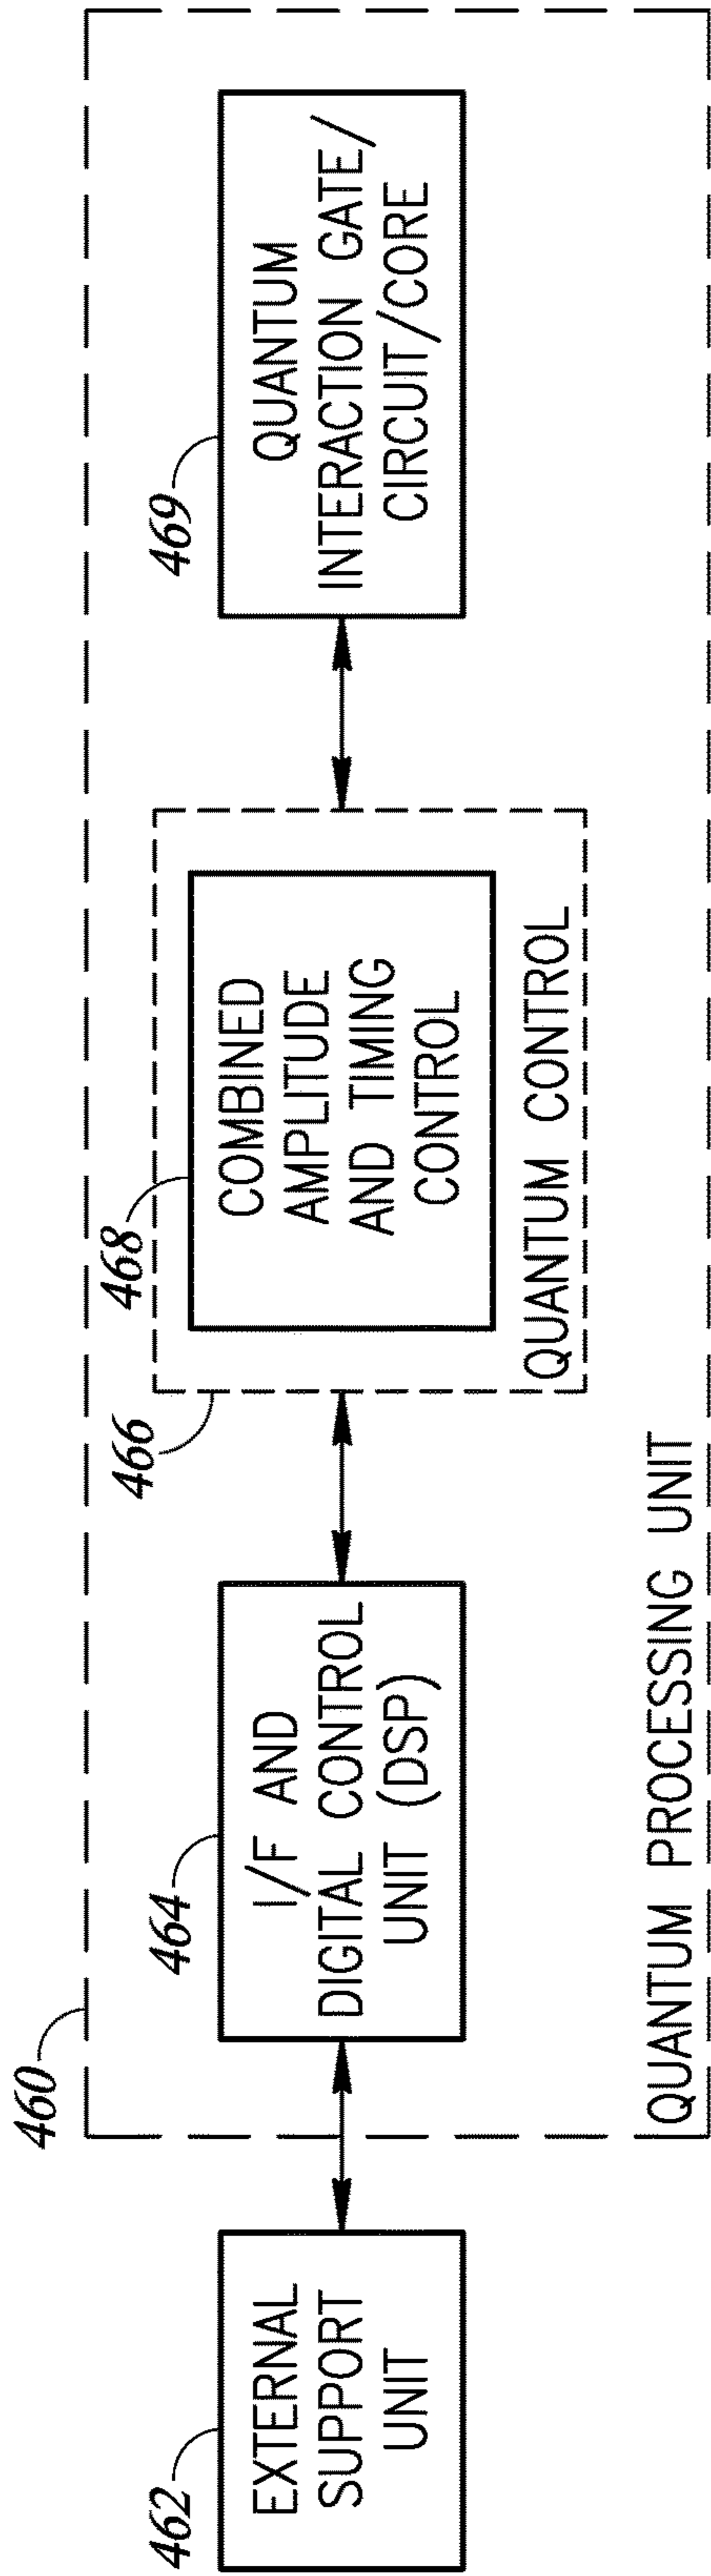 460
462
EXTERNAL
SUPPORT
UNIT
464
I/F AND
DIGITAL CONTROL
UNIT (DSP)
466
468
COMBINED
AMPLITUDE
AND TIMING
CONTROL
QUANTUM CONTROL
469
QUANTUM
INTERACTION GATE/
CIRCUIT/CORE
QUANTUM PROCESSING UNIT